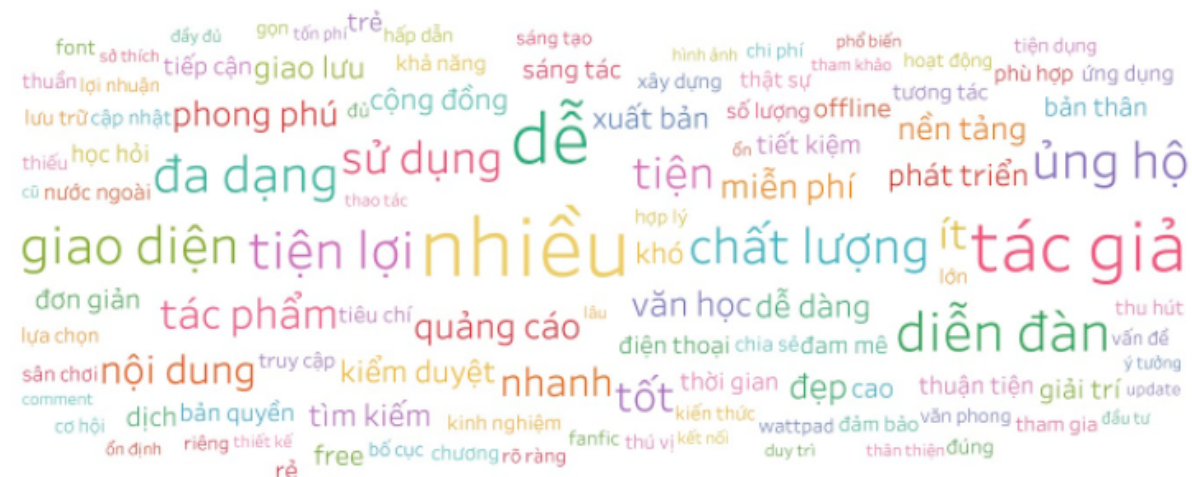 font sở thích đầy đủ gọn tốn phí trẻ hấp dẫn sáng tạo hình ảnh chi phí phổ biến tiện dụng
thuần lợi nhuận tiếp cận giao lưu khả năng sáng tác xây dựng thật sự tham khảo hoạt động phù hợp ứng dụng
lưu trữ cập nhật phong phú đủ cộng đồng dễ xuất bản số lượng offline tương tác bản thân
thiếu học hỏi đa dạng sử dụng ổn tiết kiệm nền tảng ủng hộ
cũ nước ngoài thao tác tiện miễn phí phát triển
giao diện tiện lợi nhiều hợp lý khó chất lượng ít lớn tác giả
đơn giản tác phẩm tiêu chí quảng cáo lâu văn học dễ dàng diễn đàn thu hút
lựa chọn điện thoại chia sẻ đam mê vấn đề
sân chơi nội dung truy cập kiểm duyệt nhanh tốt thời gian đẹp cao thuận tiện giải trí ý tưởng update
comment cơ hội dịch bản quyền tìm kiếm kinh nghiệm kiến thức wattpad đảm bảo văn phong tham gia đầu tư
ổn định riêng thiết kế rẻ free bố cục chương rõ ràng fanfic thú vị kết nối duy trì thân thiện đúng